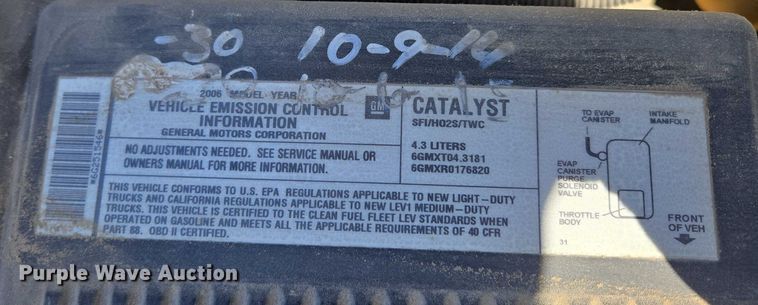 -30 10-9-14
2006 MODEL YEAR
VEHICLE EMISSION CONTROL
INFORMATION
GENERAL MOTORS CORPORATION
GM
CATALYST
SFI/HO2S/TWC
NO ADJUSTMENTS NEEDED. SEE SERVICE MANUAL OR
OWNERS MANUAL FOR MORE INFORMATION.
4.3 LITERS
6GMXT04.3181
6GMXR0176820
THIS VEHICLE CONFORMS TO U.S. EPA REGULATIONS APPLICABLE TO NEW LIGHT-DUTY
TRUCKS AND CALIFORNIA REGULATIONS APPLICABLE TO NEW LEV1 MEDIUM-DUTY
TRUCKS. THIS VEHICLE IS CERTIFIED TO THE CLEAN FUEL FLEET LEV STANDARDS WHEN
OPERATED ON GASOLINE AND MEETS ALL THE APPLICABLE REQUIREMENTS OF 40 CFR
PART 88. OBD II CERTIFIED.
TO EVAP
CANISTER
INTAKE
MANIFOLD
EVAP
CANISTER
PURGE
SOLENOID
VALVE
THROTTLE
BODY
31
FRONT
OF VEH
Purple Wave Auction
Purple Wave Auction